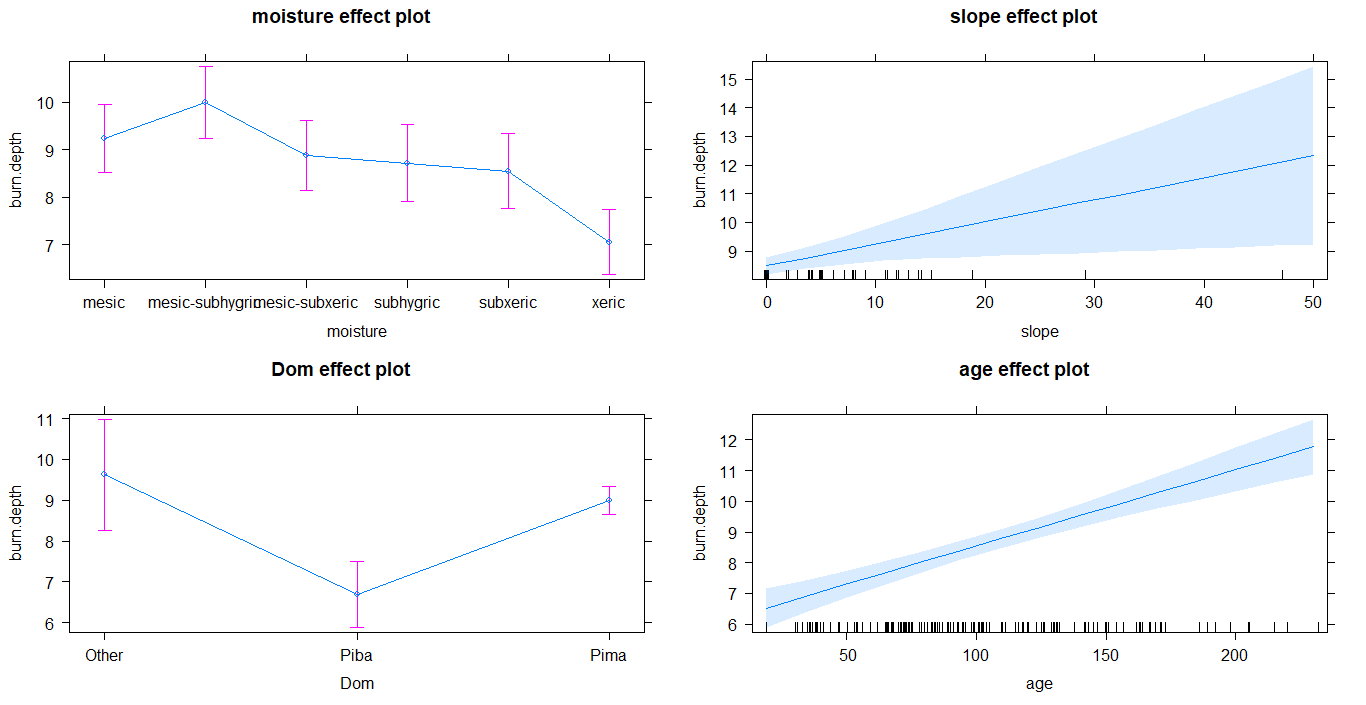 moisture effect plot
burn.depth
10
9
8
7
mesic mesic-subhygric mesic-subxeric subhygric subxeric xeric
moisture
slope effect plot
burn.depth
15
14
13
12
11
10
9
0 10 20 30 40 50
slope
Dom effect plot
burn.depth
11
10
9
8
7
6
Other Piba Pima
Dom
age effect plot
burn.depth
12
11
10
9
8
7
6
50 100 150 200
age